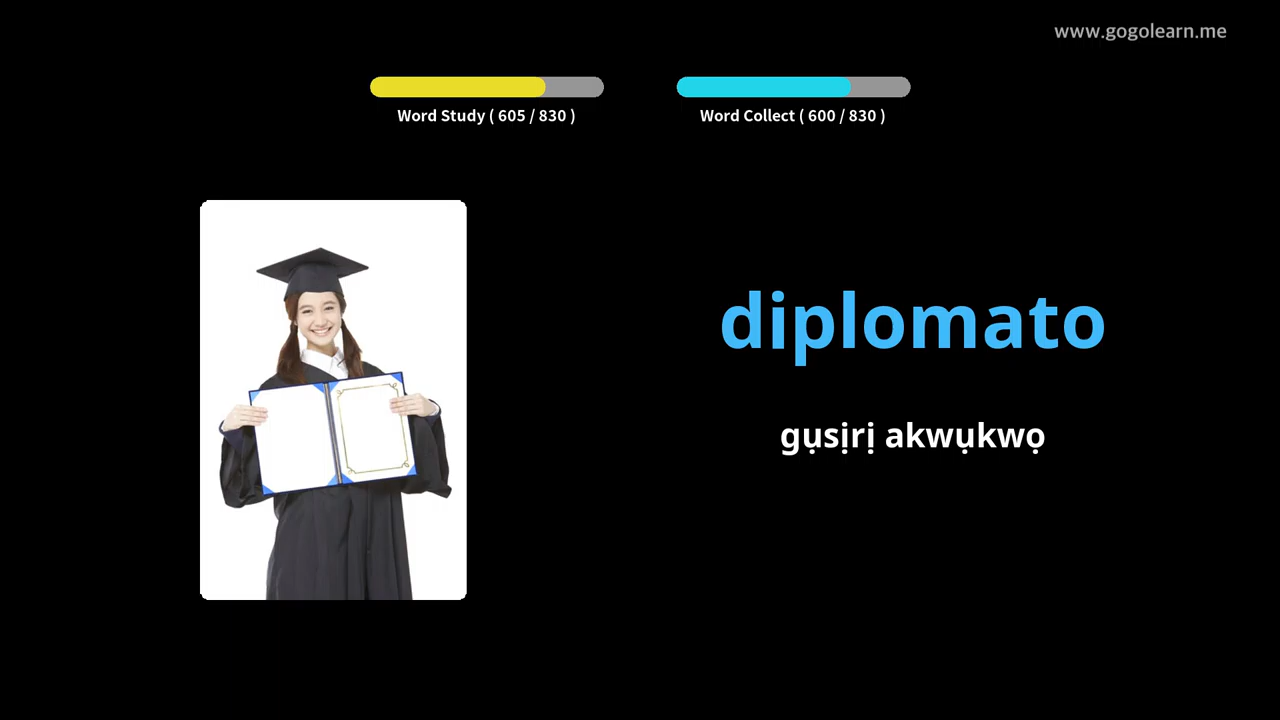 www.gogolearn.me
Word Study ( 605 / 830 )
Word Collect ( 600 / 830 )
diplomato
gụsịrị akwụkwọ